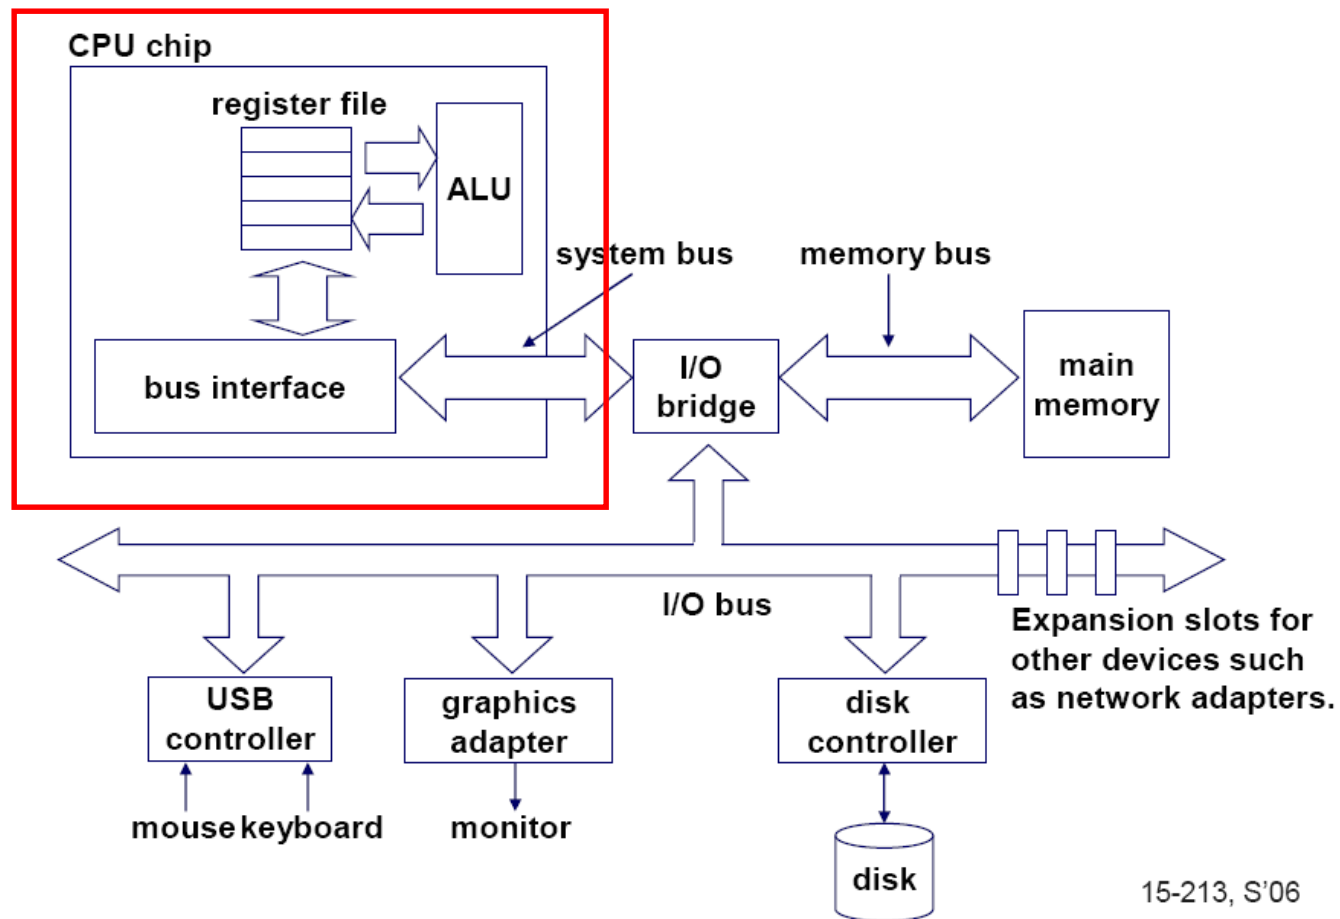 CPU chip
register file
ALU
system bus
memory bus
bus interface
I/O
bridge
main
memory
I/O bus
Expansion slots for
other devices such
as network adapters.
USB
controller
graphics
adapter
disk
controller
mouse
keyboard
monitor
disk
15-213, S’06